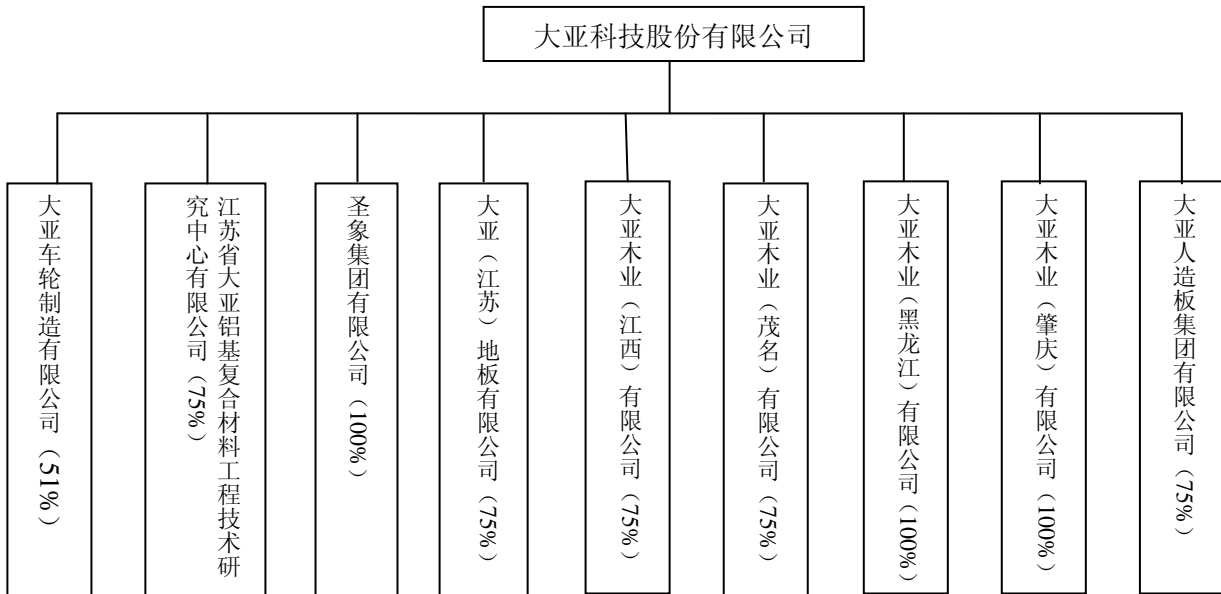 大亚科技股份有限公司
大亚车轮制造有限公司（51%）
江苏省大亚铝基复合材料工程技术研
究中心有限公司（75%）
圣象集团有限公司（100%）
大亚（江苏）地板有限公司（75%）
大亚木业（江西）有限公司（75%）
大亚木业（茂名）有限公司（75%）
大亚木业（黑龙江）有限公司（100%）
大亚木业（肇庆）有限公司（100%）
大亚人造板集团有限公司（75%）